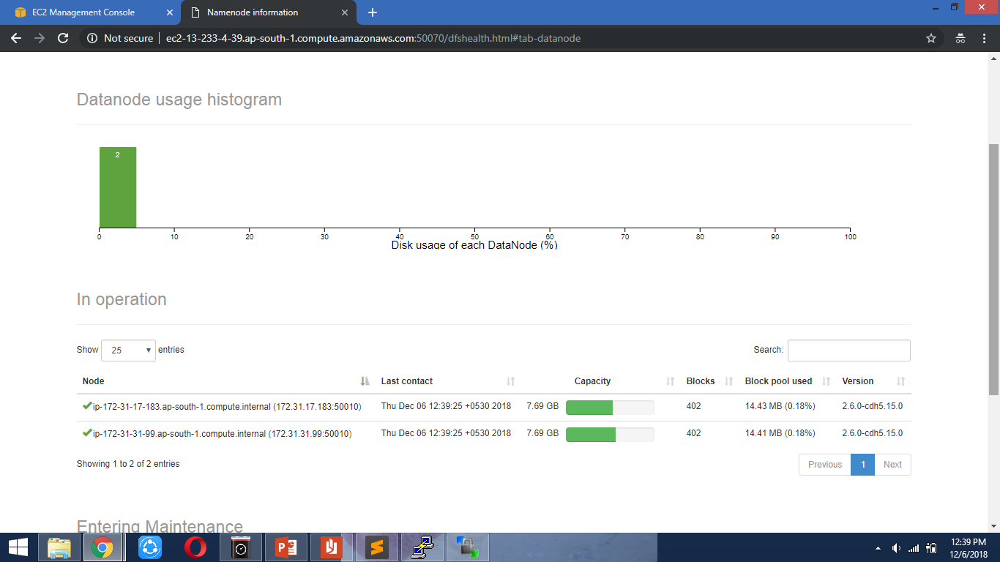 EC2 Management Console
Namenode information
Not secure
ec2-13-233-4-39.ap-south-1.compute.amazonaws.com:50070/dfshealth.html#tab-datanode
Datanode usage histogram
2
0 10 20 30 40 50 60 70 80 90 100
Disk usage of each DataNode (%)
In operation
Show 25 entries Search:
Node Last contact Capacity Blocks Block pool used Version
ip-172-31-17-183.ap-south-1.compute.internal (172.31.17.183:50010) Thu Dec 06 12:39:25 +0530 2018 7.69 GB 402 14.43 MB (0.18%) 2.6.0-cdh5.15.0
ip-172-31-31-99.ap-south-1.compute.internal (172.31.31.99:50010) Thu Dec 06 12:39:25 +0530 2018 7.69 GB 402 14.41 MB (0.18%) 2.6.0-cdh5.15.0
Showing 1 to 2 of 2 entries Previous 1 Next
Entering Maintenance
12:39 PM
12/6/2018